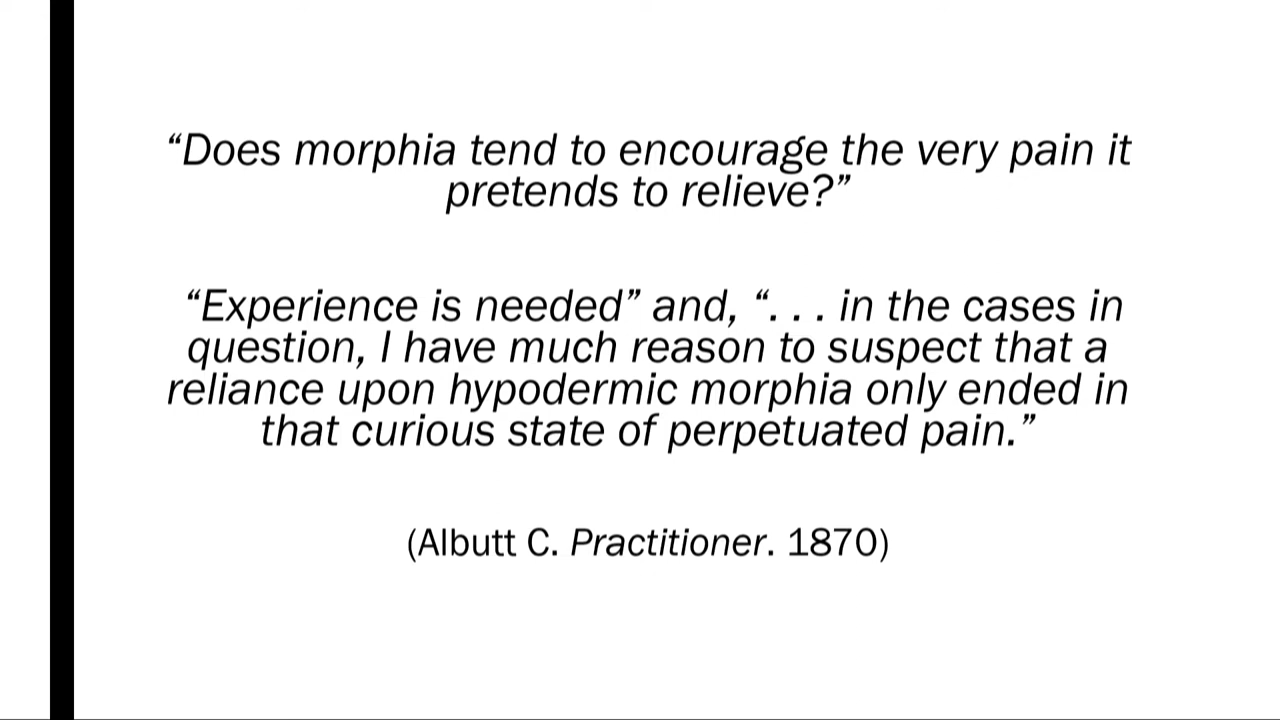 “Does morphia tend to encourage the very pain it
pretends to relieve?”
“Experience is needed” and, “. . . in the cases in
question, I have much reason to suspect that a
reliance upon hypodermic morphia only ended in
that curious state of perpetuated pain.”
(Albutt C. Practitioner. 1870)